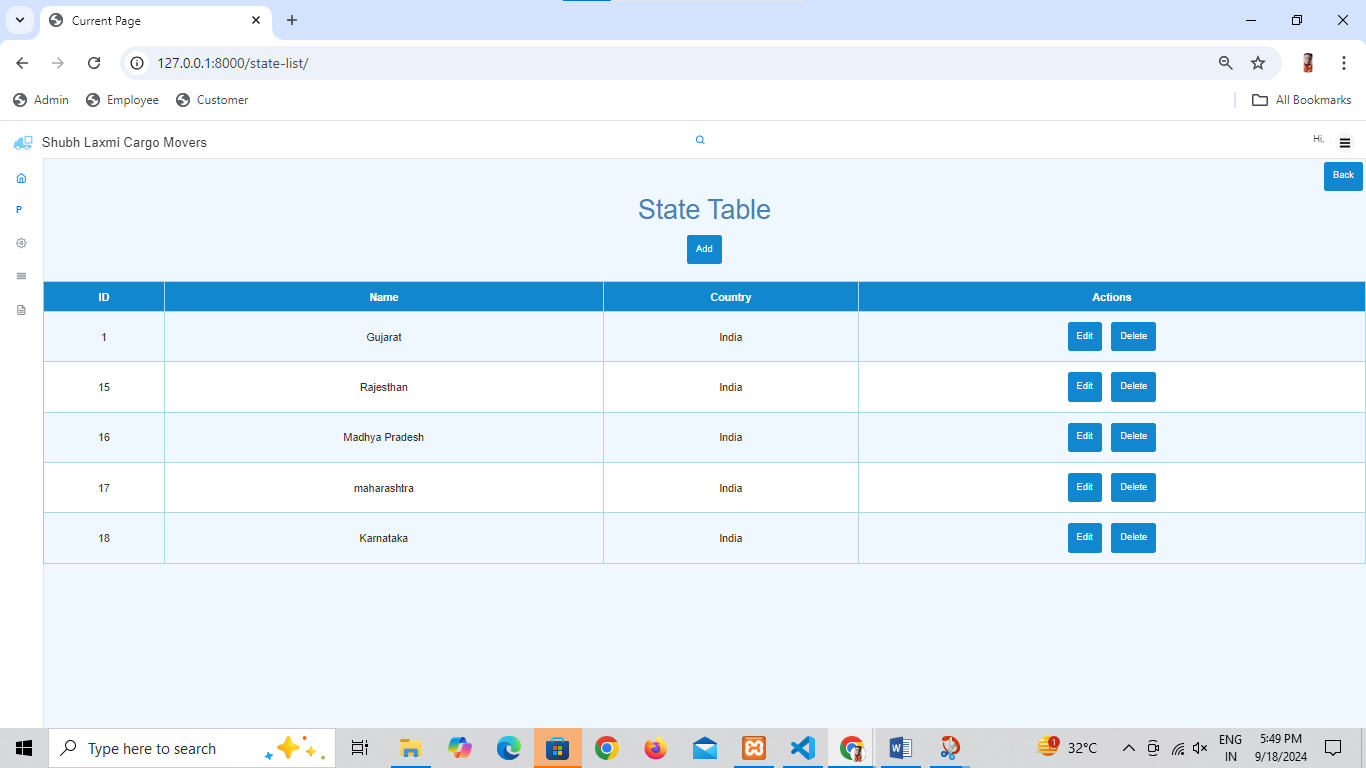 Current Page
127.0.0.1:8000/state-list/
Admin Employee Customer All Bookmarks
Shubh Laxmi Cargo Movers Hi,
Back
P
State Table
Add
ID Name Country Actions
1 Gujarat India Edit Delete
15 Rajesthan India Edit Delete
16 Madhya Pradesh India Edit Delete
17 maharashtra India Edit Delete
18 Karnataka India Edit Delete
Type here to search 1 32°C ENG 5:49 PM
IN 9/18/2024